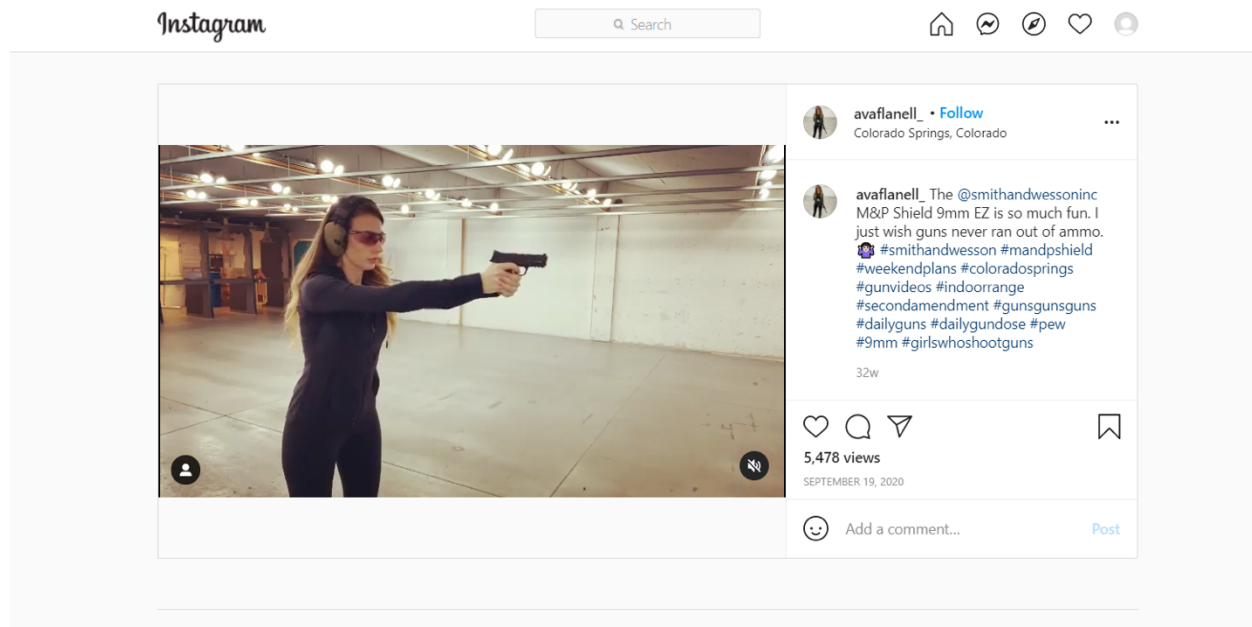 Instagram
Search
avaflanell_ • Follow
Colorado Springs, Colorado
avaflanell_ The @smithandwessoninc
M&P Shield 9mm EZ is so much fun. I
just wish guns never ran out of ammo.
🤷🏻‍♀️ #smithandwesson #mandpshield
#weekendplans #coloradosprings
#gunvideos #indoorrange
#secondamendment #gunsgunsguns
#dailyguns #dailygundose #pew
#9mm #girlswhoshootguns
32w
5,478 views
SEPTEMBER 19, 2020
Add a comment... Post